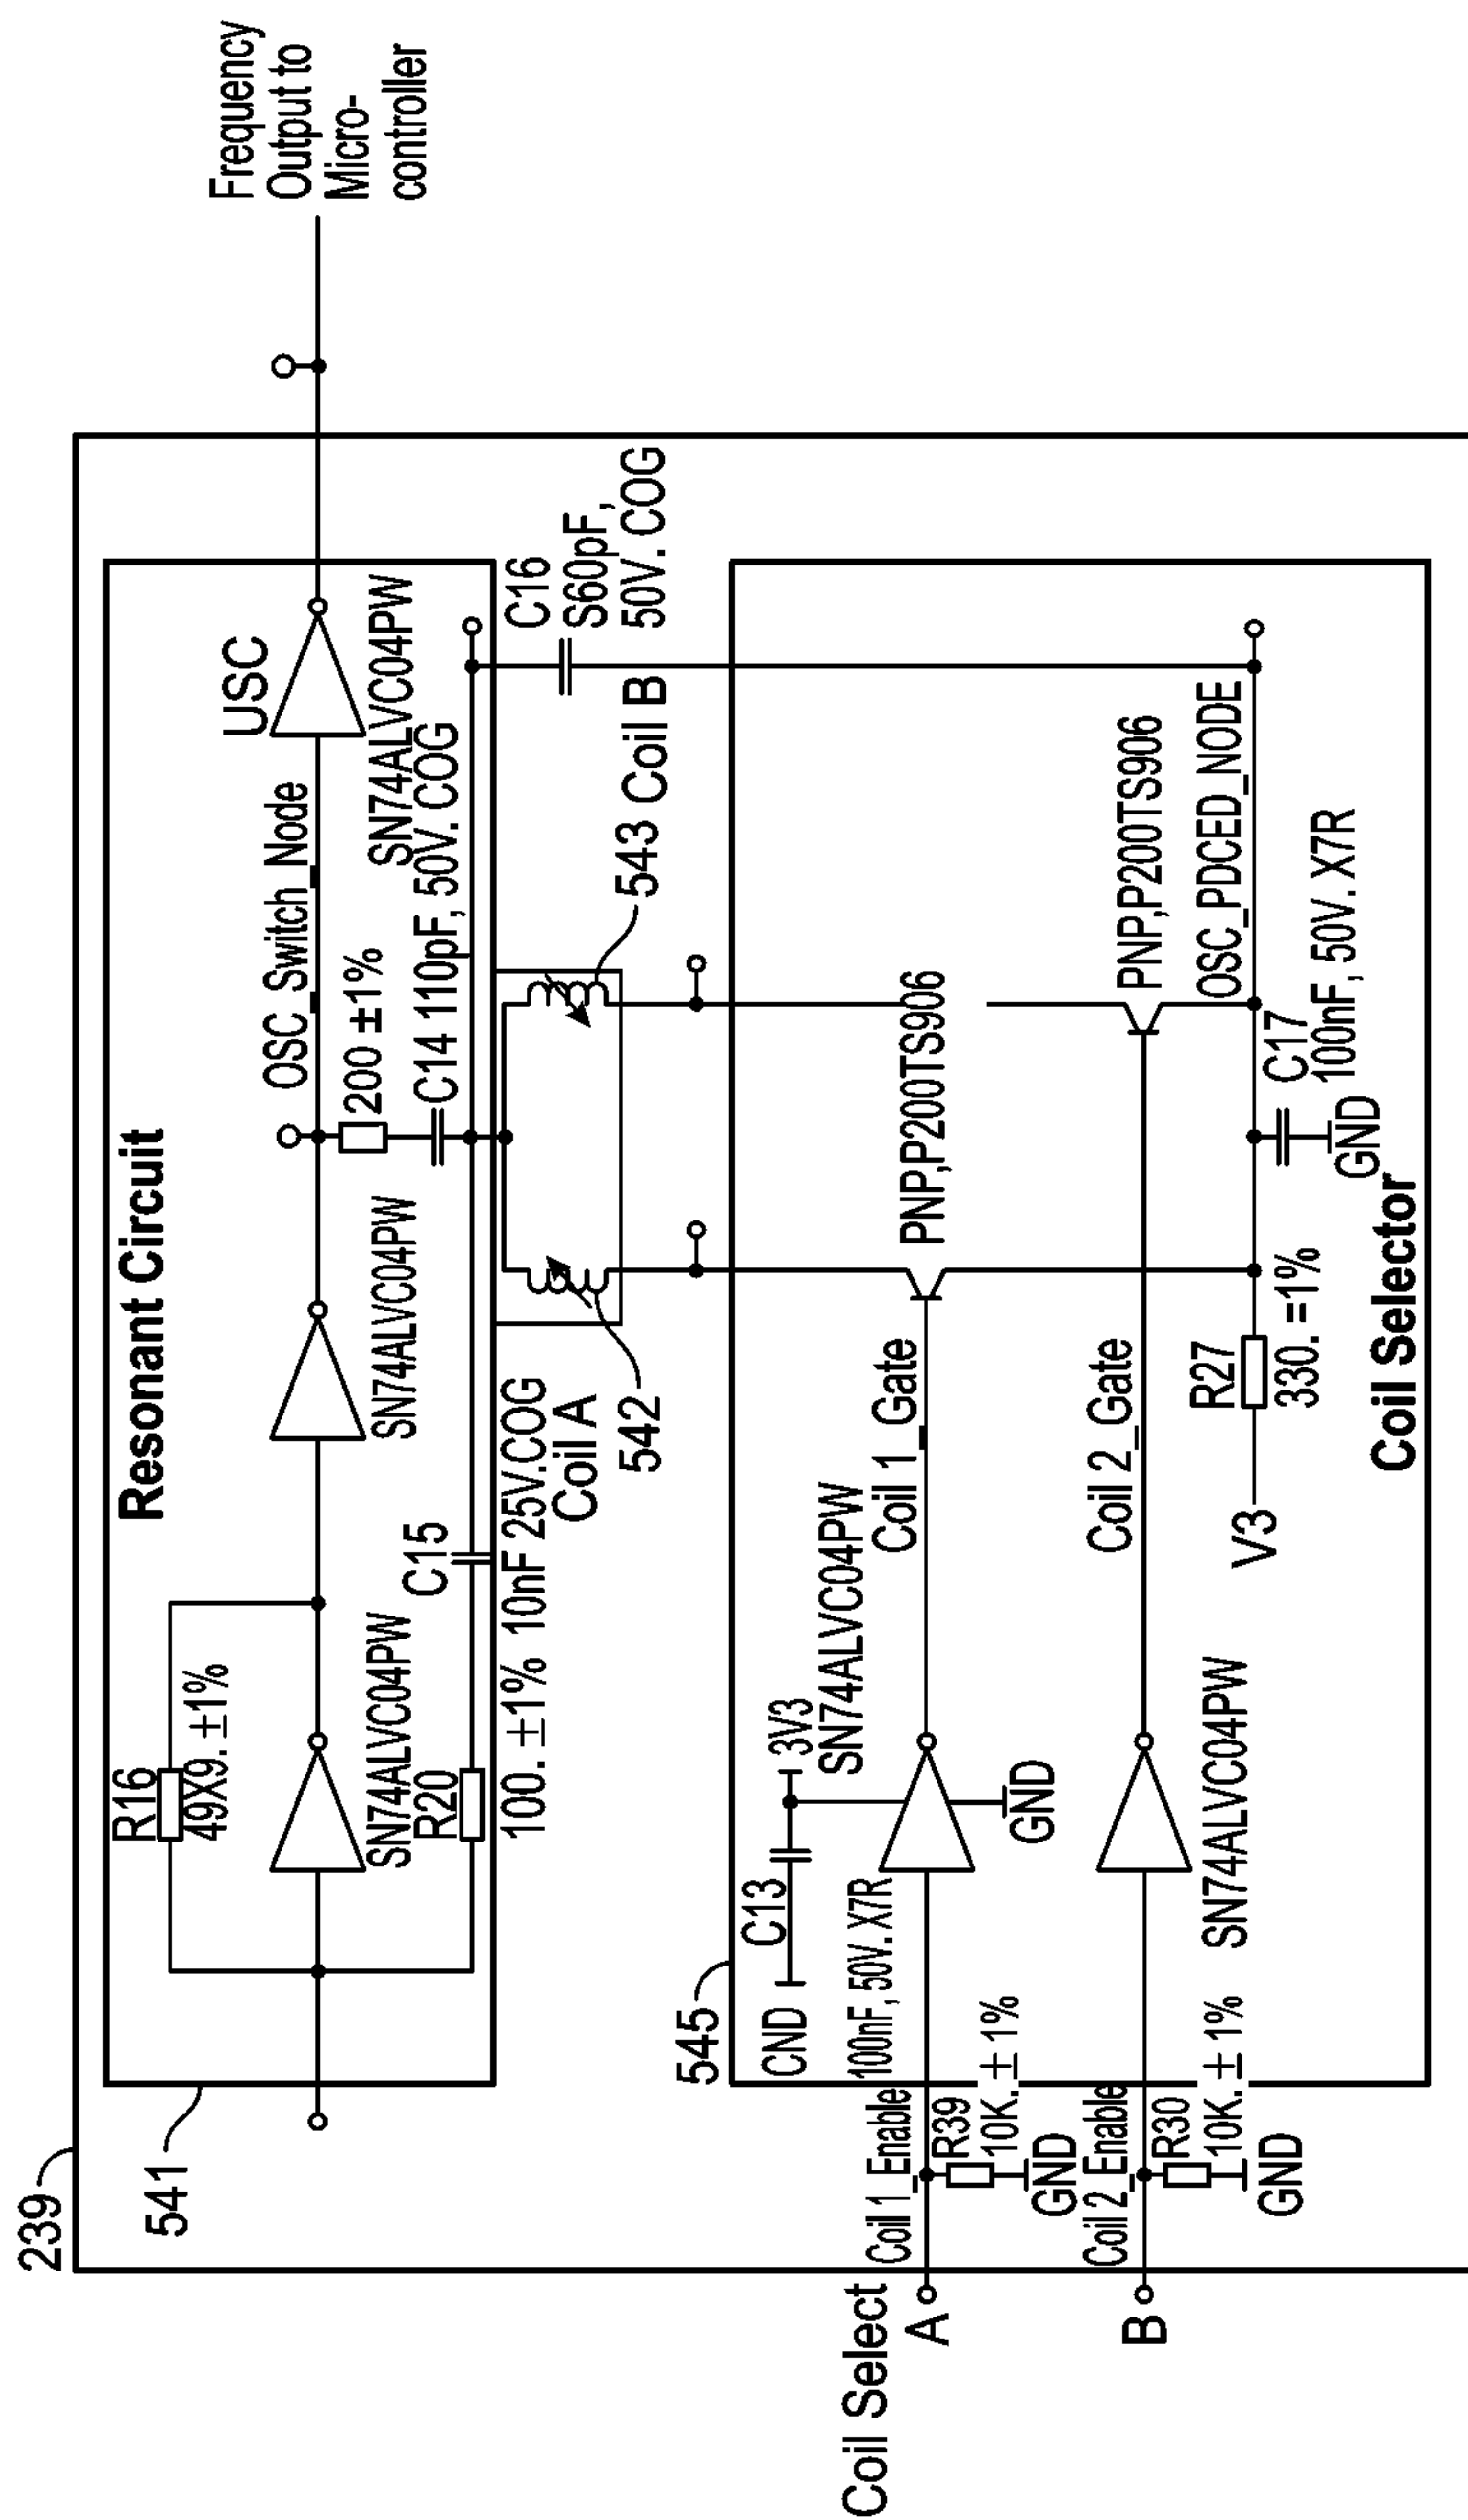 239
541
Resonant Circuit
R16
49X9. ±1%
SN74ALVC04PW
R20
100. ±1%
C15
10nF 25V.COG
SN74ALVC04PW
OSC_Switch_Node
200 ±1%
C14 110pF, 50V. COG
USC
SN74ALVC04PW
Frequency
Output to
Micro-
controller
Coil A
542
543 Coil B
C16
S60pF,
50V. COG
545
CND
C13
3V3
100nF, 50V. X7R
SN74ALVC04PW
GND
Coil Select
A
Coil 1_Enable
R39
10K. ±1%
GND
B
Coil 2_Enable
R30
10K. ±1%
GND
SN74ALVC04PW
Coil 1_Gate
Coil 2_Gate
PNP,P200TS906
PNP,P200TS906
OSC_PDCED_NODE
V3
R27
330. =1%
C17
100nF, 50V. X7R
GND
Coil Selector